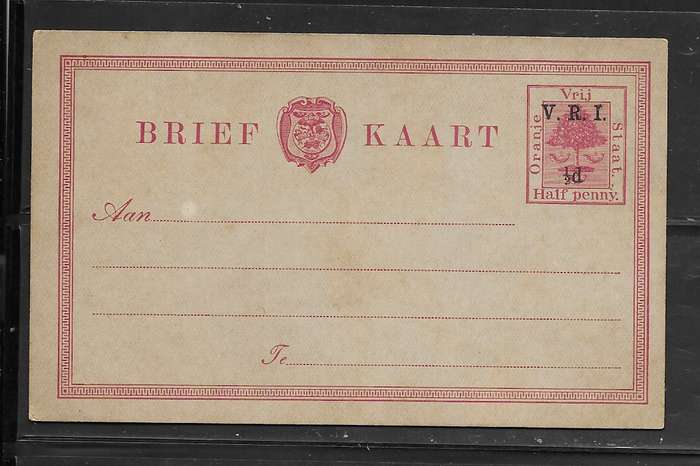 BRIEF KAART
Vrij
Oranje
Staat.
V. R. I.
½d
Half penny.
Aan
Te